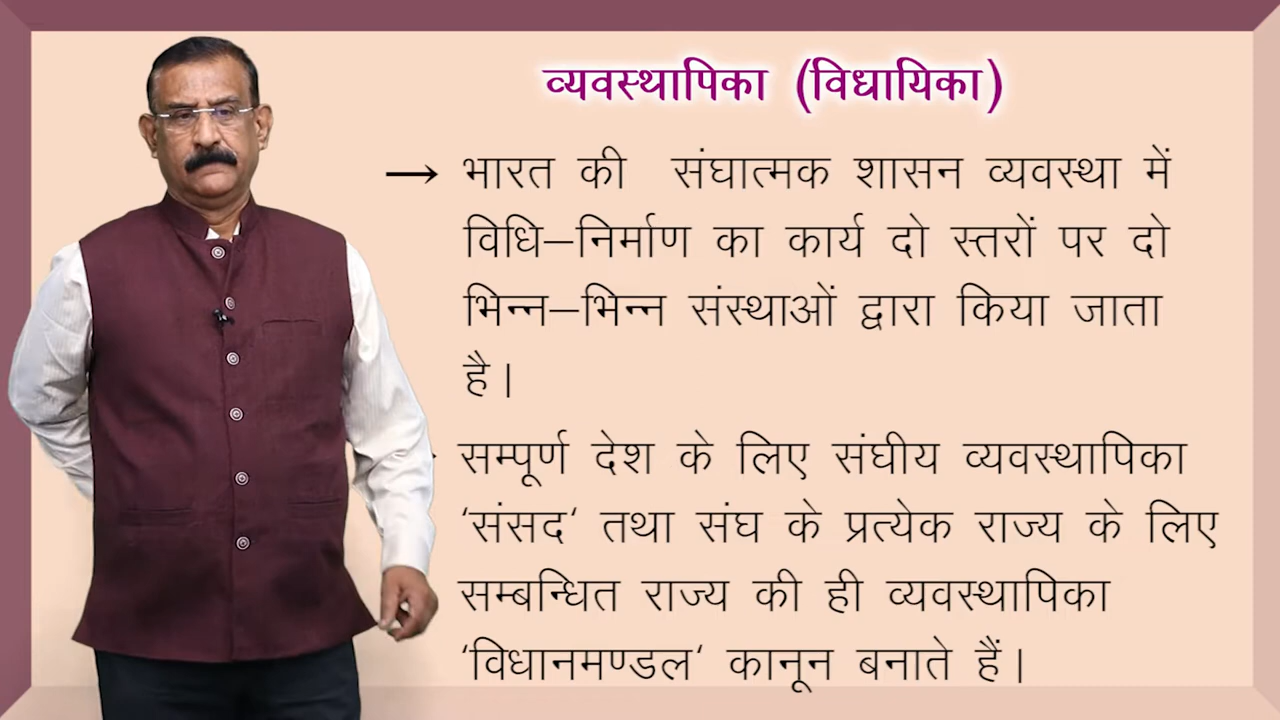 व्यवस्थापिका (विधायिका)
→ भारत की संघात्मक शासन व्यवस्था में
विधि–निर्माण का कार्य दो स्तरों पर दो
भिन्न–भिन्न संस्थाओं द्वारा किया जाता
है।
सम्पूर्ण देश के लिए संघीय व्यवस्थापिका
‘संसद‘ तथा संघ के प्रत्येक राज्य के लिए
सम्बन्धित राज्य की ही व्यवस्थापिका
‘विधानमण्डल‘ कानून बनाते हैं।